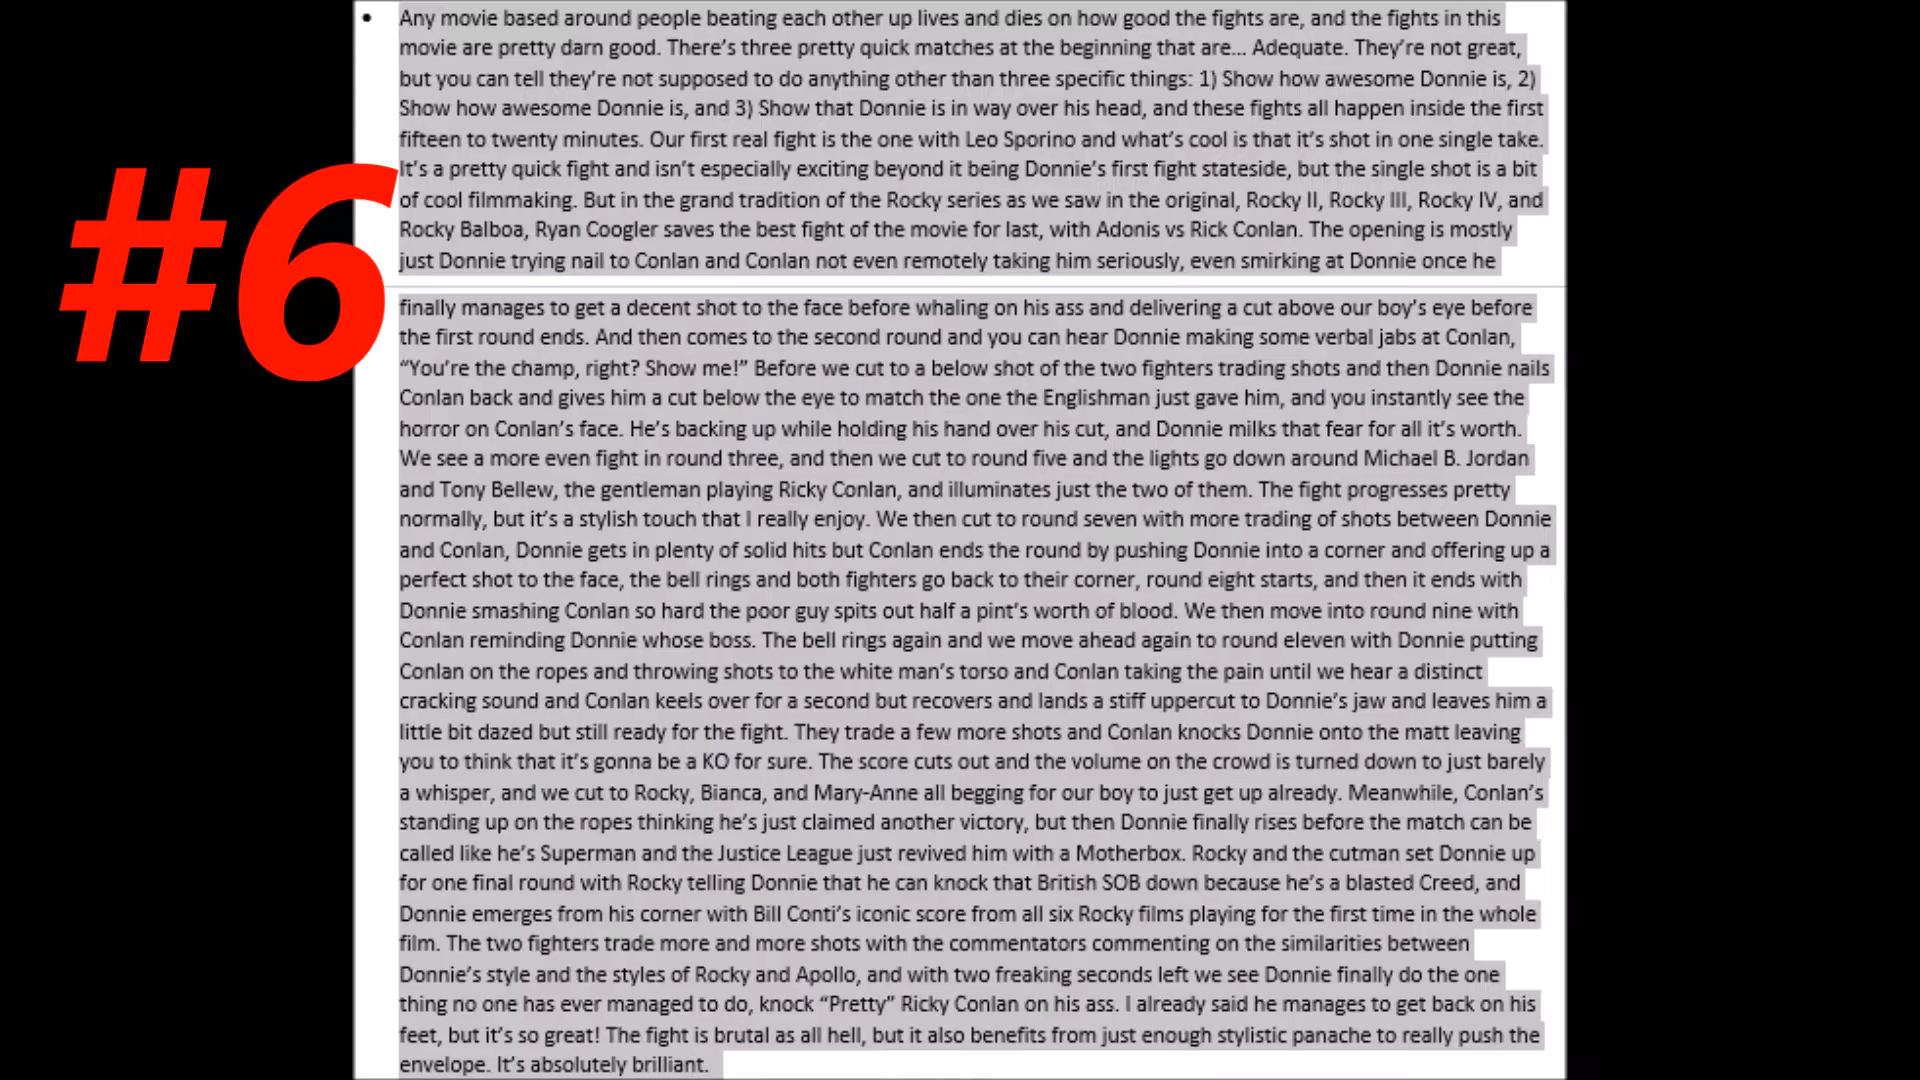 #6
• Any movie based around people beating each other up lives and dies on how good the fights are, and the fights in this
movie are pretty darn good. There’s three pretty quick matches at the beginning that are… Adequate. They’re not great,
but you can tell they’re not supposed to do anything other than three specific things: 1) Show how awesome Donnie is, 2)
Show how awesome Donnie is, and 3) Show that Donnie is in way over his head, and these fights all happen inside the first
fifteen to twenty minutes. Our first real fight is the one with Leo Sporino and what’s cool is that it’s shot in one single take.
It’s a pretty quick fight and isn’t especially exciting beyond it being Donnie’s first fight stateside, but the single shot is a bit
of cool filmmaking. But in the grand tradition of the Rocky series as we saw in the original, Rocky II, Rocky III, Rocky IV, and
Rocky Balboa, Ryan Coogler saves the best fight of the movie for last, with Adonis vs Rick Conlan. The opening is mostly
just Donnie trying nail to Conlan and Conlan not even remotely taking him seriously, even smirking at Donnie once he
finally manages to get a decent shot to the face before whaling on his ass and delivering a cut above our boy’s eye before
the first round ends. And then comes to the second round and you can hear Donnie making some verbal jabs at Conlan,
“You’re the champ, right? Show me!” Before we cut to a below shot of the two fighters trading shots and then Donnie nails
Conlan back and gives him a cut below the eye to match the one the Englishman just gave him, and you instantly see the
horror on Conlan’s face. He’s backing up while holding his hand over his cut, and Donnie milks that fear for all it’s worth.
We see a more even fight in round three, and then we cut to round five and the lights go down around Michael B. Jordan
and Tony Bellew, the gentleman playing Ricky Conlan, and illuminates just the two of them. The fight progresses pretty
normally, but it’s a stylish touch that I really enjoy. We then cut to round seven with more trading of shots between Donnie
and Conlan, Donnie gets in plenty of solid hits but Conlan ends the round by pushing Donnie into a corner and offering up a
perfect shot to the face, the bell rings and both fighters go back to their corner, round eight starts, and then it ends with
Donnie smashing Conlan so hard the poor guy spits out half a pint’s worth of blood. We then move into round nine with
Conlan reminding Donnie whose boss. The bell rings again and we move ahead again to round eleven with Donnie putting
Conlan on the ropes and throwing shots to the white man’s torso and Conlan taking the pain until we hear a distinct
cracking sound and Conlan keels over for a second but recovers and lands a stiff uppercut to Donnie’s jaw and leaves him a
little bit dazed but still ready for the fight. They trade a few more shots and Conlan knocks Donnie onto the matt leaving
you to think that it’s gonna be a KO for sure. The score cuts out and the volume on the crowd is turned down to just barely
a whisper, and we cut to Rocky, Bianca, and Mary-Anne all begging for our boy to just get up already. Meanwhile, Conlan’s
standing up on the ropes thinking he’s just claimed another victory, but then Donnie finally rises before the match can be
called like he’s Superman and the Justice League just revived him with a Motherbox. Rocky and the cutman set Donnie up
for one final round with Rocky telling Donnie that he can knock that British SOB down because he’s a blasted Creed, and
Donnie emerges from his corner with Bill Conti’s iconic score from all six Rocky films playing for the first time in the whole
film. The two fighters trade more and more shots with the commentators commenting on the similarities between
Donnie’s style and the styles of Rocky and Apollo, and with two freaking seconds left we see Donnie finally do the one
thing no one has ever managed to do, knock “Pretty” Ricky Conlan on his ass. I already said he manages to get back on his
feet, but it’s so great! The fight is brutal as all hell, but it also benefits from just enough stylistic panache to really push the
envelope. It’s absolutely brilliant.